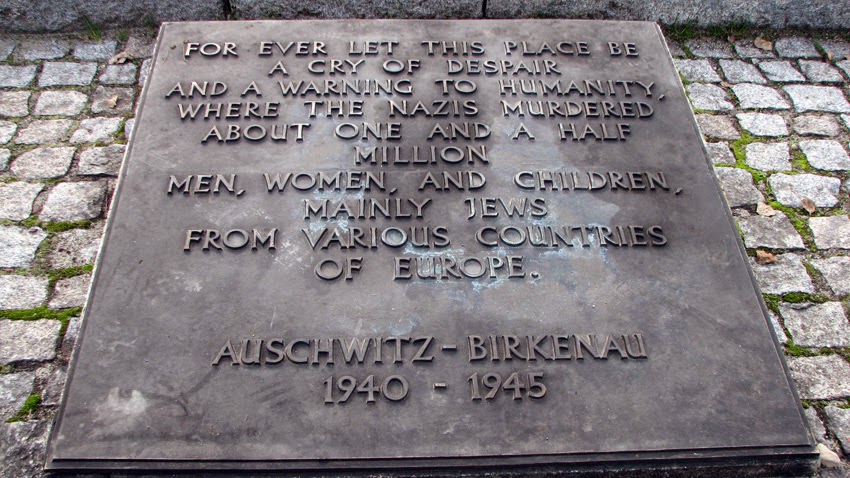 FOR EVER LET THIS PLACE BE
A CRY OF DESPAIR
AND A WARNING TO HUMANITY,
WHERE THE NAZIS MURDERED
ABOUT ONE AND A HALF
MILLION
MEN, WOMEN, AND CHILDREN,
MAINLY JEWS
FROM VARIOUS COUNTRIES
OF EUROPE.
AUSCHWITZ - BIRKENAU
1940 - 1945